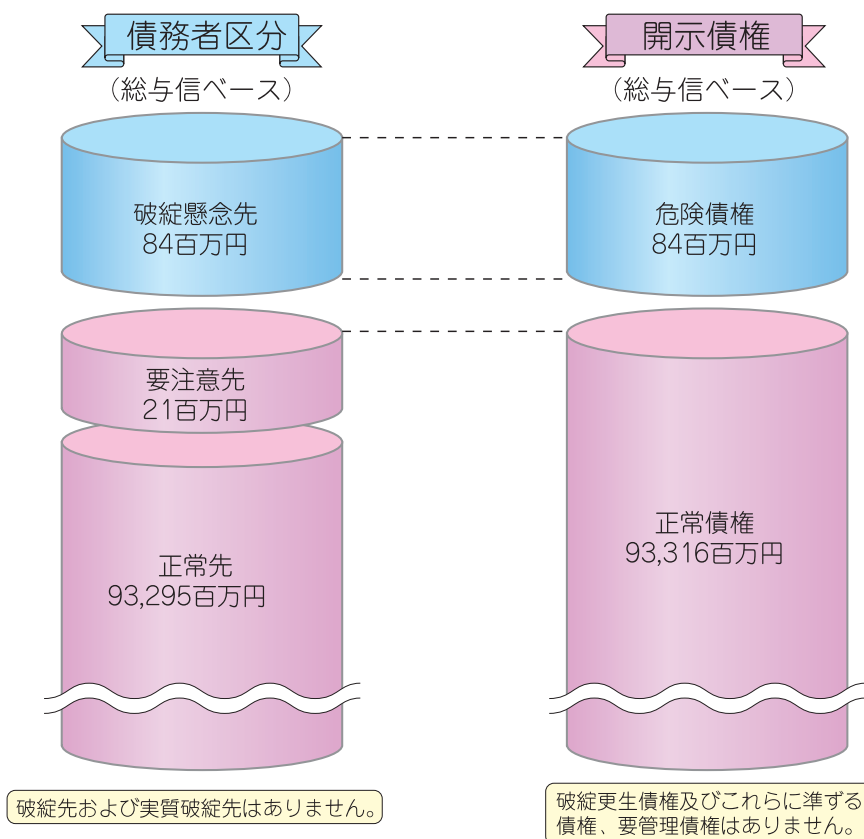 債務者区分
(総与信ベース)
破綻懸念先
84百万円
要注意先
21百万円
正常先
93,295百万円
破綻先および実質破綻先はありません。
開示債権
(総与信ベース)
危険債権
84百万円
正常債権
93,316百万円
破綻更生債権及びこれらに準ずる
債権、要管理債権はありません。